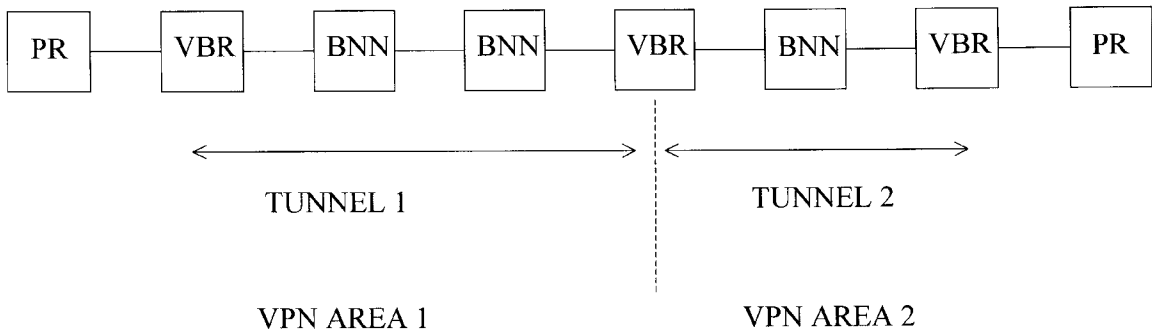 PR VBR BNN BNN VBR BNN VBR PR
TUNNEL 1 TUNNEL 2
VPN AREA 1 VPN AREA 2